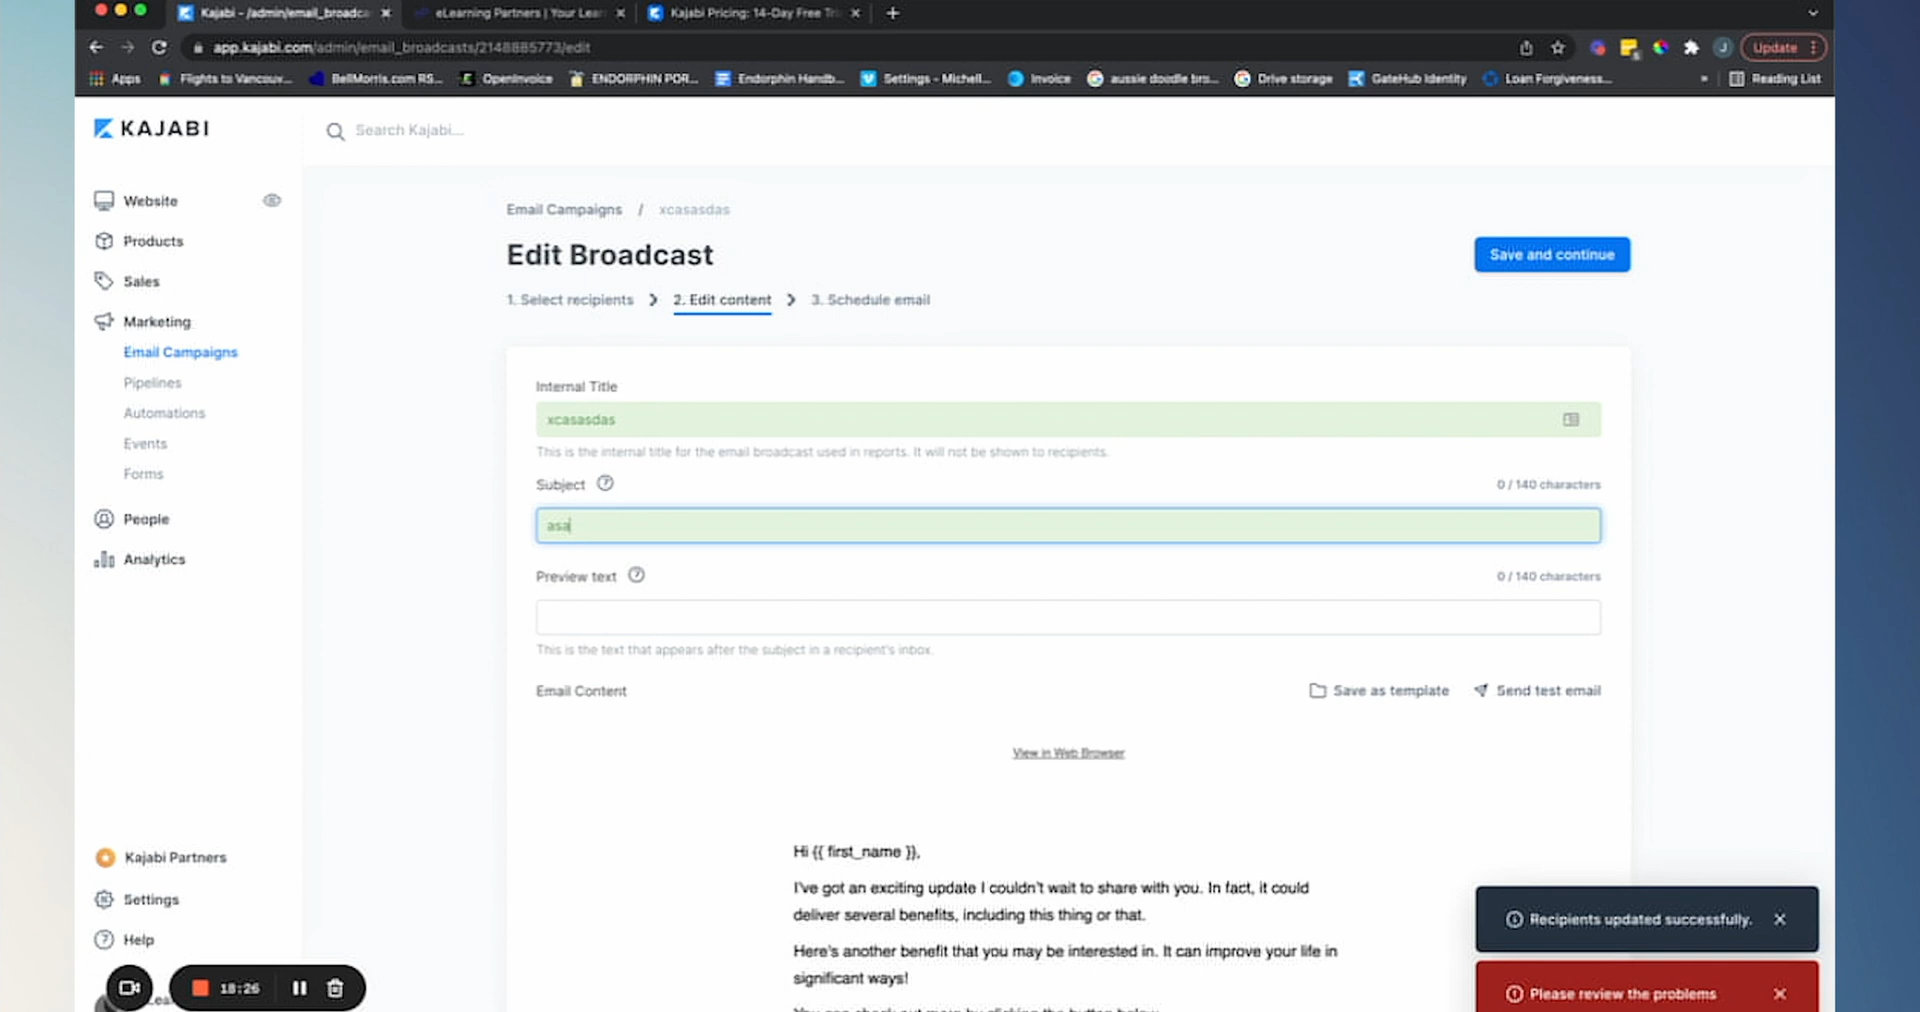 Kajabi - /admin/email_broadca
eLearning Partners | Your Lear
Kajabi Pricing: 14-Day Free Tri
app.kajabi.com/admin/email_broadcasts/2148885773/edit
Update
Apps
Flights to Vancouv...
BellMorris.com RS...
OpenInvoice
ENDORPHIN POR...
Endorphin Handb...
Settings - Michell...
Invoice
aussie doodle bro...
Drive storage
GateHub Identity
Loan Forgiveness...
»
Reading List
KAJABI
Search Kajabi...
Website
Products
Sales
Marketing
Email Campaigns
Pipelines
Automations
Events
Forms
People
Analytics
Kajabi Partners
Settings
Help
18:26
Email Campaigns / xcasasdas
Edit Broadcast
Save and continue
1. Select recipients
2. Edit content
3. Schedule email
Internal Title
xcasasdas
This is the internal title for the email broadcast used in reports. It will not be shown to recipients.
Subject
0 / 140 characters
asa
Preview text
0 / 140 characters
This is the text that appears after the subject in a recipient's inbox.
Email Content
Save as template
Send test email
View in Web Browser
Hi {{ first_name }},
I've got an exciting update I couldn't wait to share with you. In fact, it could
deliver several benefits, including this thing or that.
Here's another benefit that you may be interested in. It can improve your life in
significant ways!
Recipients updated successfully.
Please review the problems